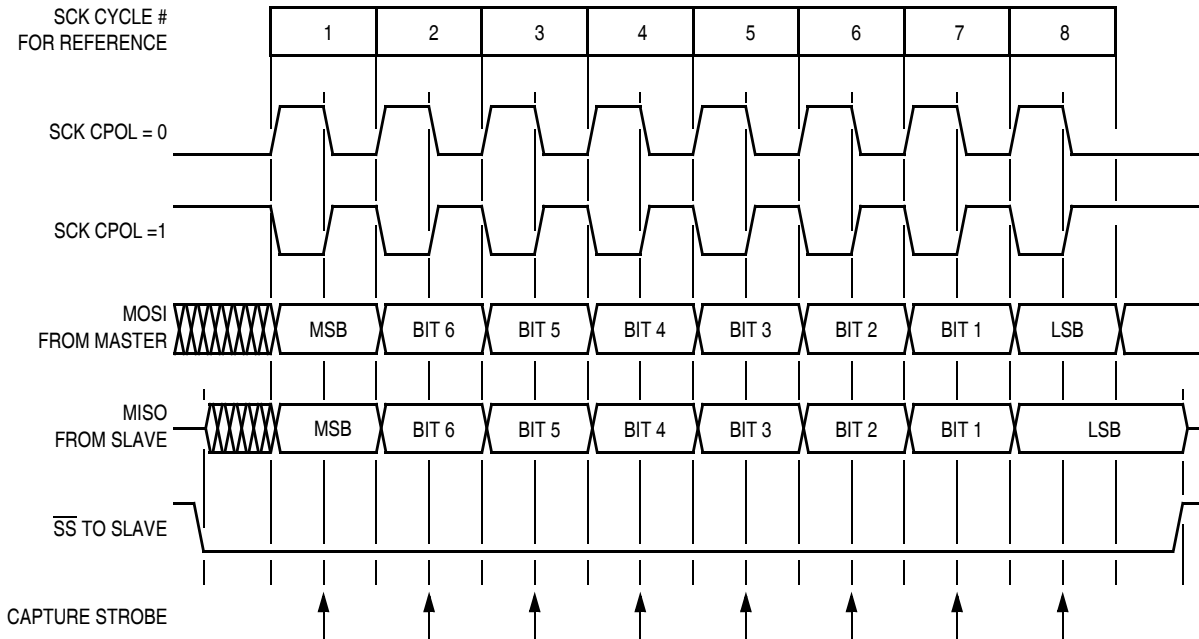 SCK CYCLE #
FOR REFERENCE
1 2 3 4 5 6 7 8
SCK CPOL = 0
SCK CPOL =1
MOSI
FROM MASTER
MSB BIT 6 BIT 5 BIT 4 BIT 3 BIT 2 BIT 1 LSB
MISO
FROM SLAVE
MSB BIT 6 BIT 5 BIT 4 BIT 3 BIT 2 BIT 1 LSB
S̅S̅ TO SLAVE
CAPTURE STROBE